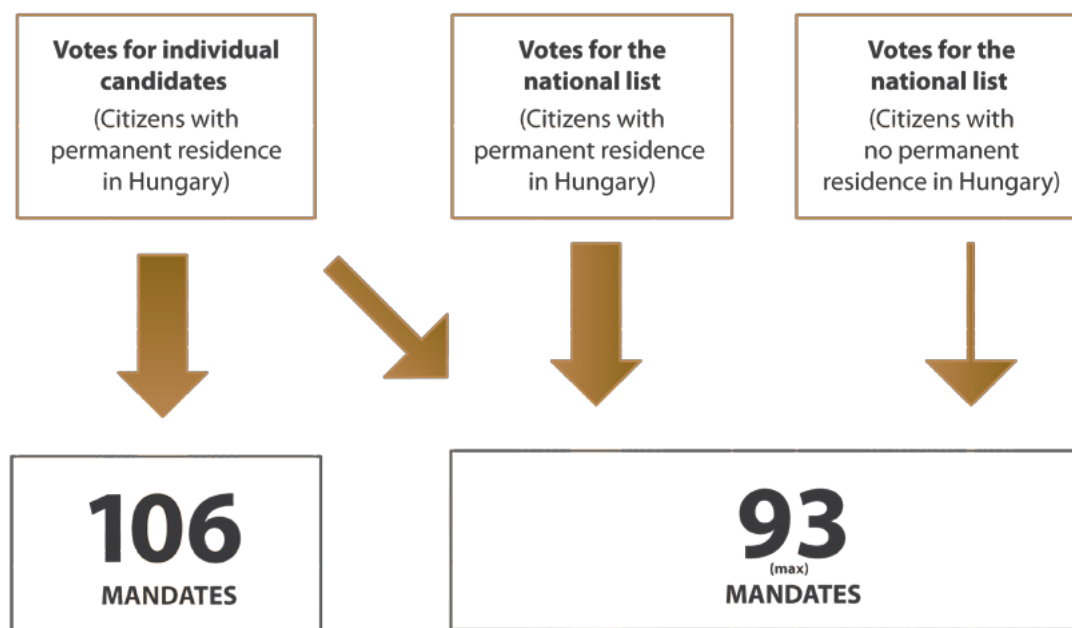 Votes for individual
candidates
(Citizens with
permanent residence
in Hungary)
Votes for the
national list
(Citizens with
permanent residence
in Hungary)
Votes for the
national list
(Citizens with
no permanent
residence in Hungary)
106
MANDATES
93
(max)
MANDATES